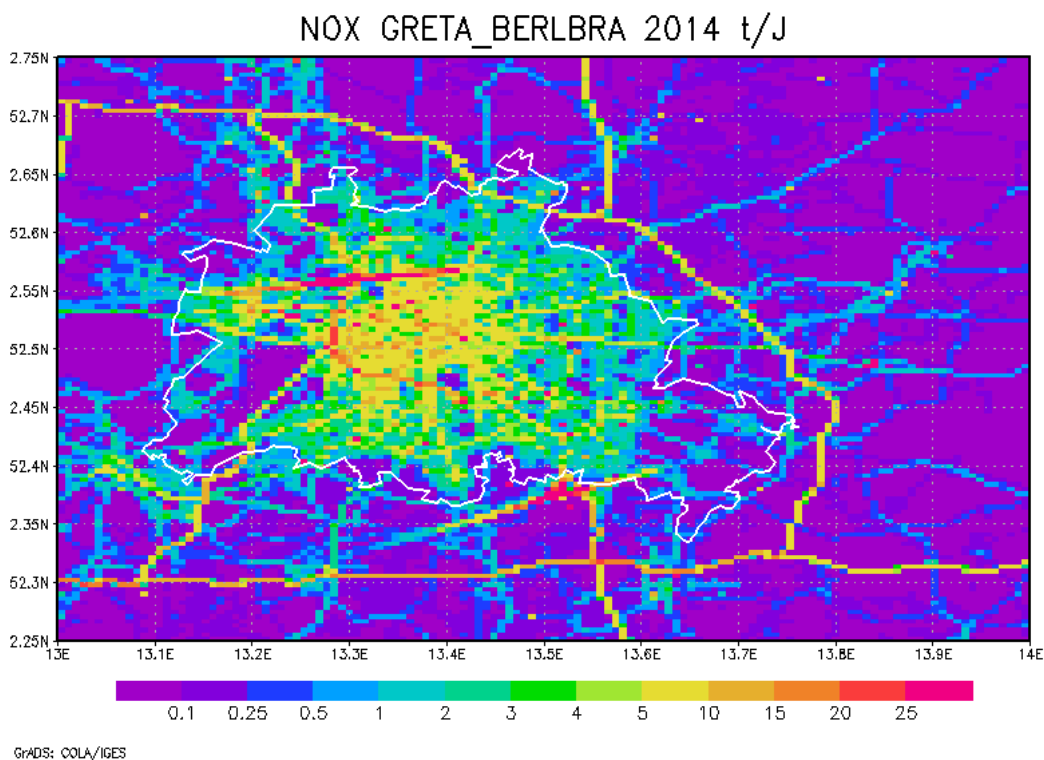 NOX GRETA_BERLBRA 2014 t/J
2.75N
52.7N
2.65N
52.6N
2.55N
52.5N
2.45N
52.4N
2.35N
52.3N
2.25N
13E 13.1E 13.2E 13.3E 13.4E 13.5E 13.6E 13.7E 13.8E 13.9E 14E
0.1 0.25 0.5 1 2 3 4 5 10 15 20 25
GrADS: COLA/IGES